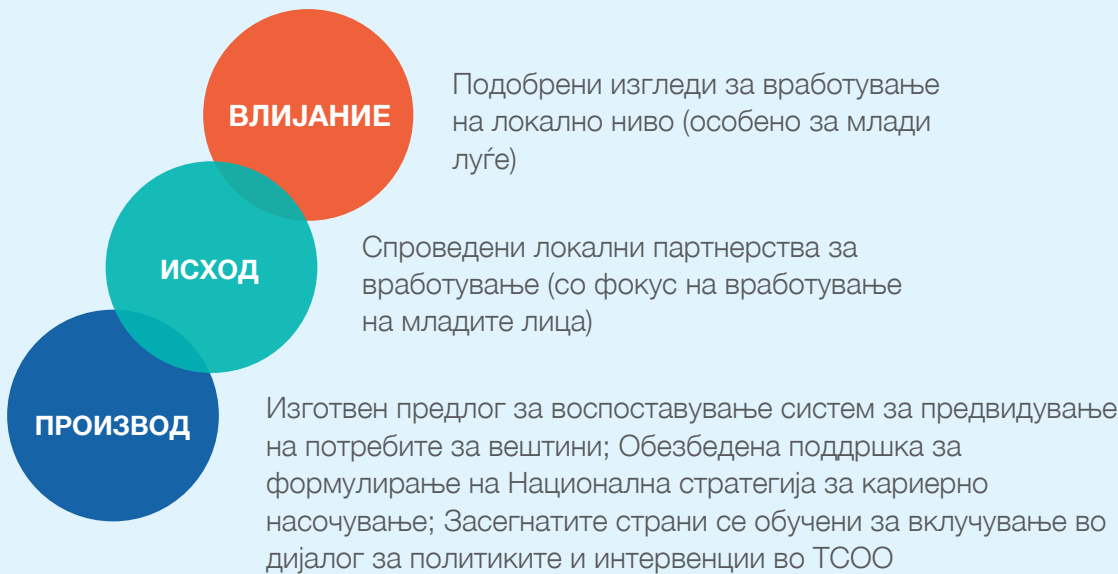 ВЛИЈАНИЕ
Подобрени изгледи за вработување
на локално ниво (особено за млади
луѓе)
ИСХОД
Спроведени локални партнерства за
вработување (со фокус на вработување
на младите лица)
ПРОИЗВОД
Изготвен предлог за воспоставување систем за предвидување
на потребите за вештини; Обезбедена поддршка за
формулирање на Национална стратегија за кариерно
насочување; Засегнатите страни се обучени за вклучување во
дијалог за политиките и интервенции во ТСОО